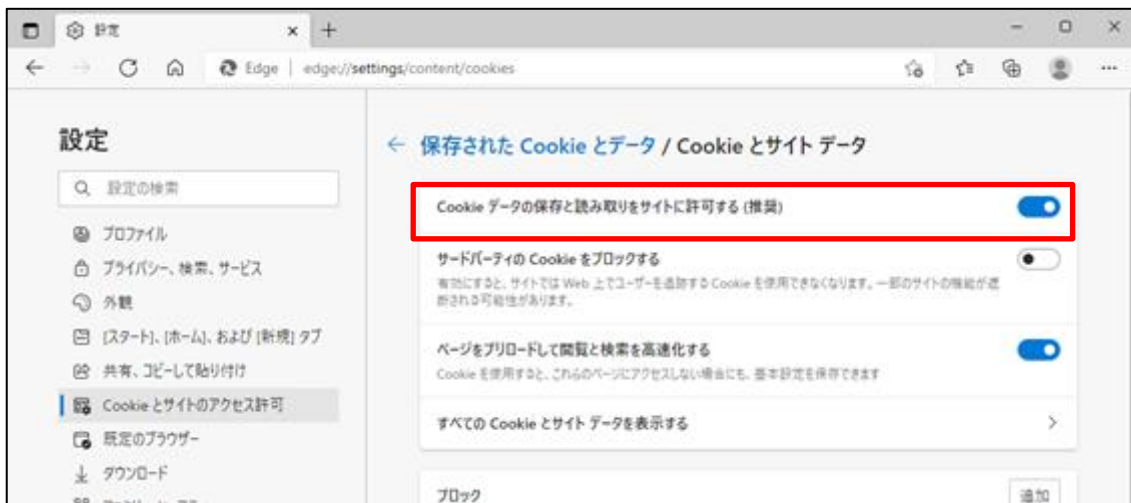 設定
Edge | edge://settings/content/cookies
設定
設定の検索
プロファイル
プライバシー、検索、サービス
外観
[スタート]、[ホーム]、および [新規] タブ
共有、コピーして貼り付け
Cookie とサイトのアクセス許可
既定のブラウザー
ダウンロード
保存された Cookie とデータ / Cookie とサイト データ
Cookie データの保存と読み取りをサイトに許可する (推奨)
サードパーティの Cookie をブロックする
有効にすると、サイトでは Web 上でユーザーを追跡する Cookie を使用できなくなります。一部のサイトの機能が遮
断される可能性があります。
ページをプリロードして閲覧と検索を高速化する
Cookie を使用すると、これらのページにアクセスしない場合にも、基本設定を保存できます
すべての Cookie とサイト データを表示する
ブロック
追加